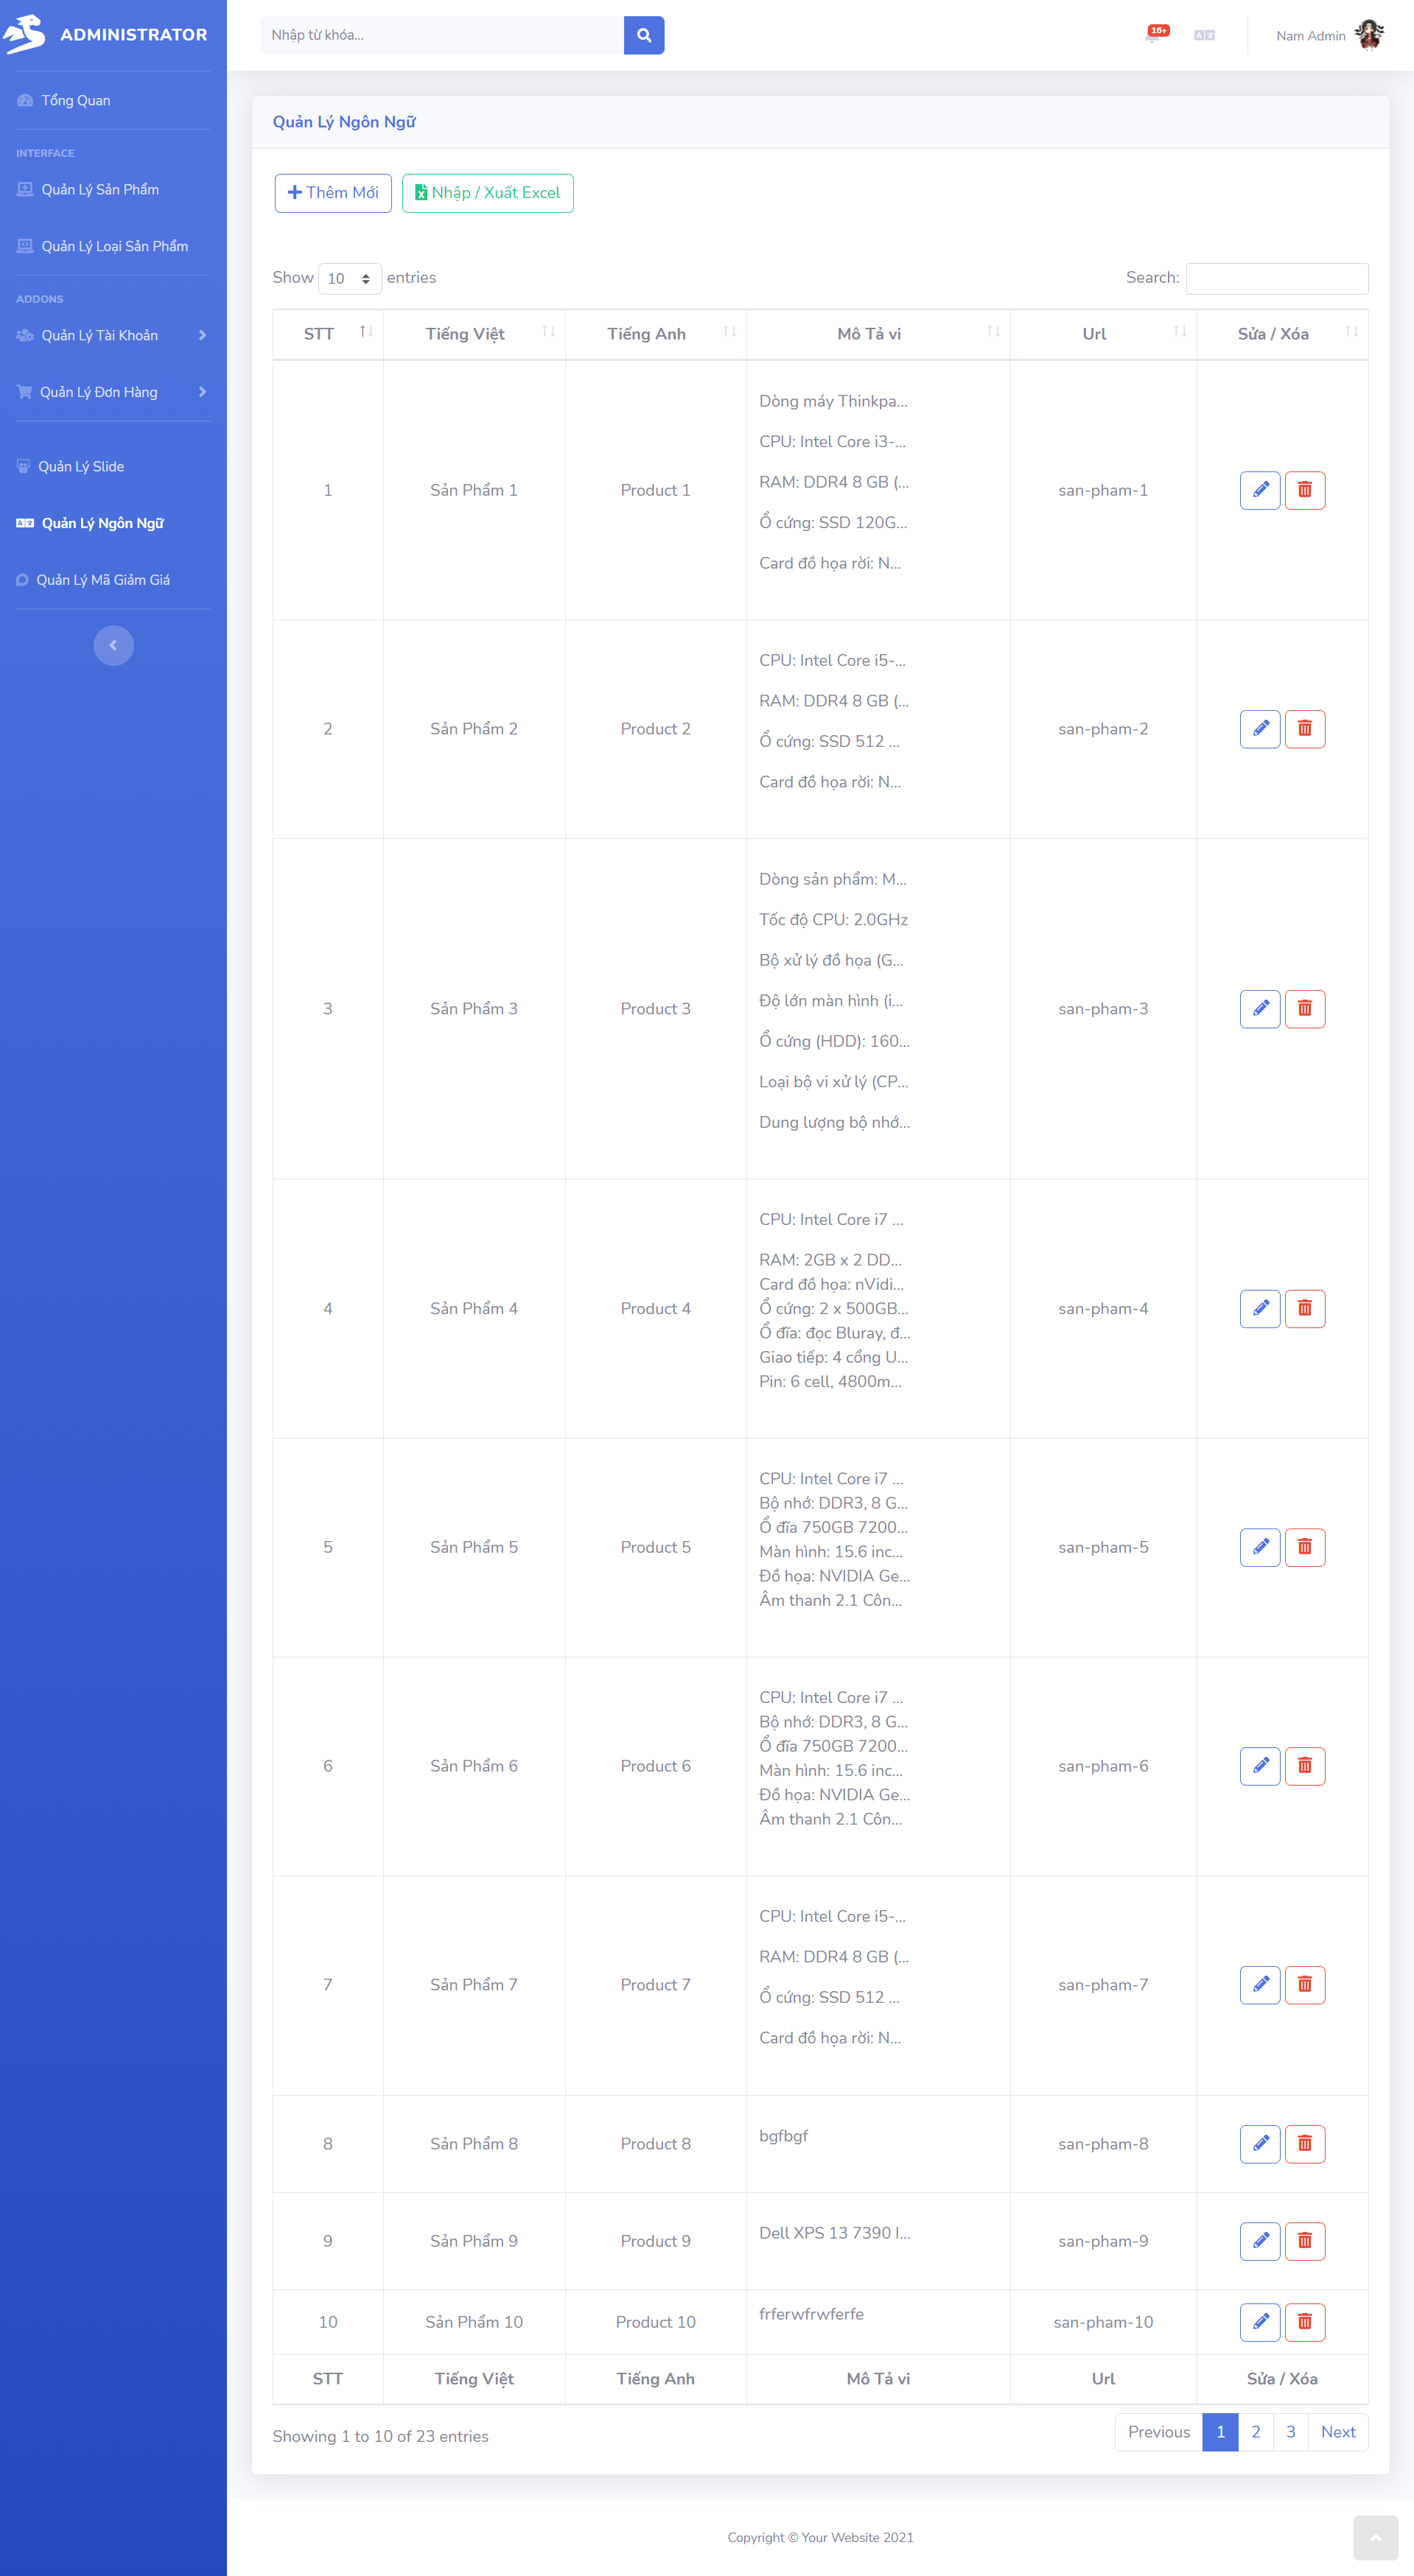 ADMINISTRATOR
Nhập từ khóa...
16+
Nam Admin
Tổng Quan
INTERFACE
Quản Lý Sản Phẩm
Quản Lý Loại Sản Phẩm
ADDONS
Quản Lý Tài Khoản
Quản Lý Đơn Hàng
Quản Lý Slide
Quản Lý Ngôn Ngữ
Quản Lý Mã Giảm Giá
Quản Lý Ngôn Ngữ
Thêm Mới
Nhập / Xuất Excel
Show 10 entries
Search:
STT Tiếng Việt Tiếng Anh Mô Tả vi Url Sửa / Xóa
1 Sản Phẩm 1 Product 1
Dòng máy Thinkpa...
CPU: Intel Core i3-...
RAM: DDR4 8 GB (...
Ổ cứng: SSD 120G...
Card đồ họa rời: N...
san-pham-1
2 Sản Phẩm 2 Product 2
CPU: Intel Core i5-...
RAM: DDR4 8 GB (...
Ổ cứng: SSD 512 ...
Card đồ họa rời: N...
san-pham-2
3 Sản Phẩm 3 Product 3
Dòng sản phẩm: M...
Tốc độ CPU: 2.0GHz
Bộ xử lý đồ họa (G...
Độ lớn màn hình (i...
Ổ cứng (HDD): 160...
Loại bộ vi xử lý (CP...
Dung lượng bộ nhớ...
san-pham-3
4 Sản Phẩm 4 Product 4
CPU: Intel Core i7 ...
RAM: 2GB x 2 DD...
Card đồ họa: nVidi...
Ổ cứng: 2 x 500GB...
Ổ đĩa: đọc Bluray, đ...
Giao tiếp: 4 cổng U...
Pin: 6 cell, 4800m...
san-pham-4
5 Sản Phẩm 5 Product 5
CPU: Intel Core i7 ...
Bộ nhớ: DDR3, 8 G...
Ổ đĩa 750GB 7200...
Màn hình: 15.6 inc...
Đồ họa: NVIDIA Ge...
Âm thanh 2.1 Côn...
san-pham-5
6 Sản Phẩm 6 Product 6
CPU: Intel Core i7 ...
Bộ nhớ: DDR3, 8 G...
Ổ đĩa 750GB 7200...
Màn hình: 15.6 inc...
Đồ họa: NVIDIA Ge...
Âm thanh 2.1 Côn...
san-pham-6
7 Sản Phẩm 7 Product 7
CPU: Intel Core i5-...
RAM: DDR4 8 GB (...
Ổ cứng: SSD 512 ...
Card đồ họa rời: N...
san-pham-7
8 Sản Phẩm 8 Product 8 bgfbgf san-pham-8
9 Sản Phẩm 9 Product 9 Dell XPS 13 7390 I... san-pham-9
10 Sản Phẩm 10 Product 10 frferwfrwferfe san-pham-10
STT Tiếng Việt Tiếng Anh Mô Tả vi Url Sửa / Xóa
Showing 1 to 10 of 23 entries
Previous 1 2 3 Next
Copyright © Your Website 2021